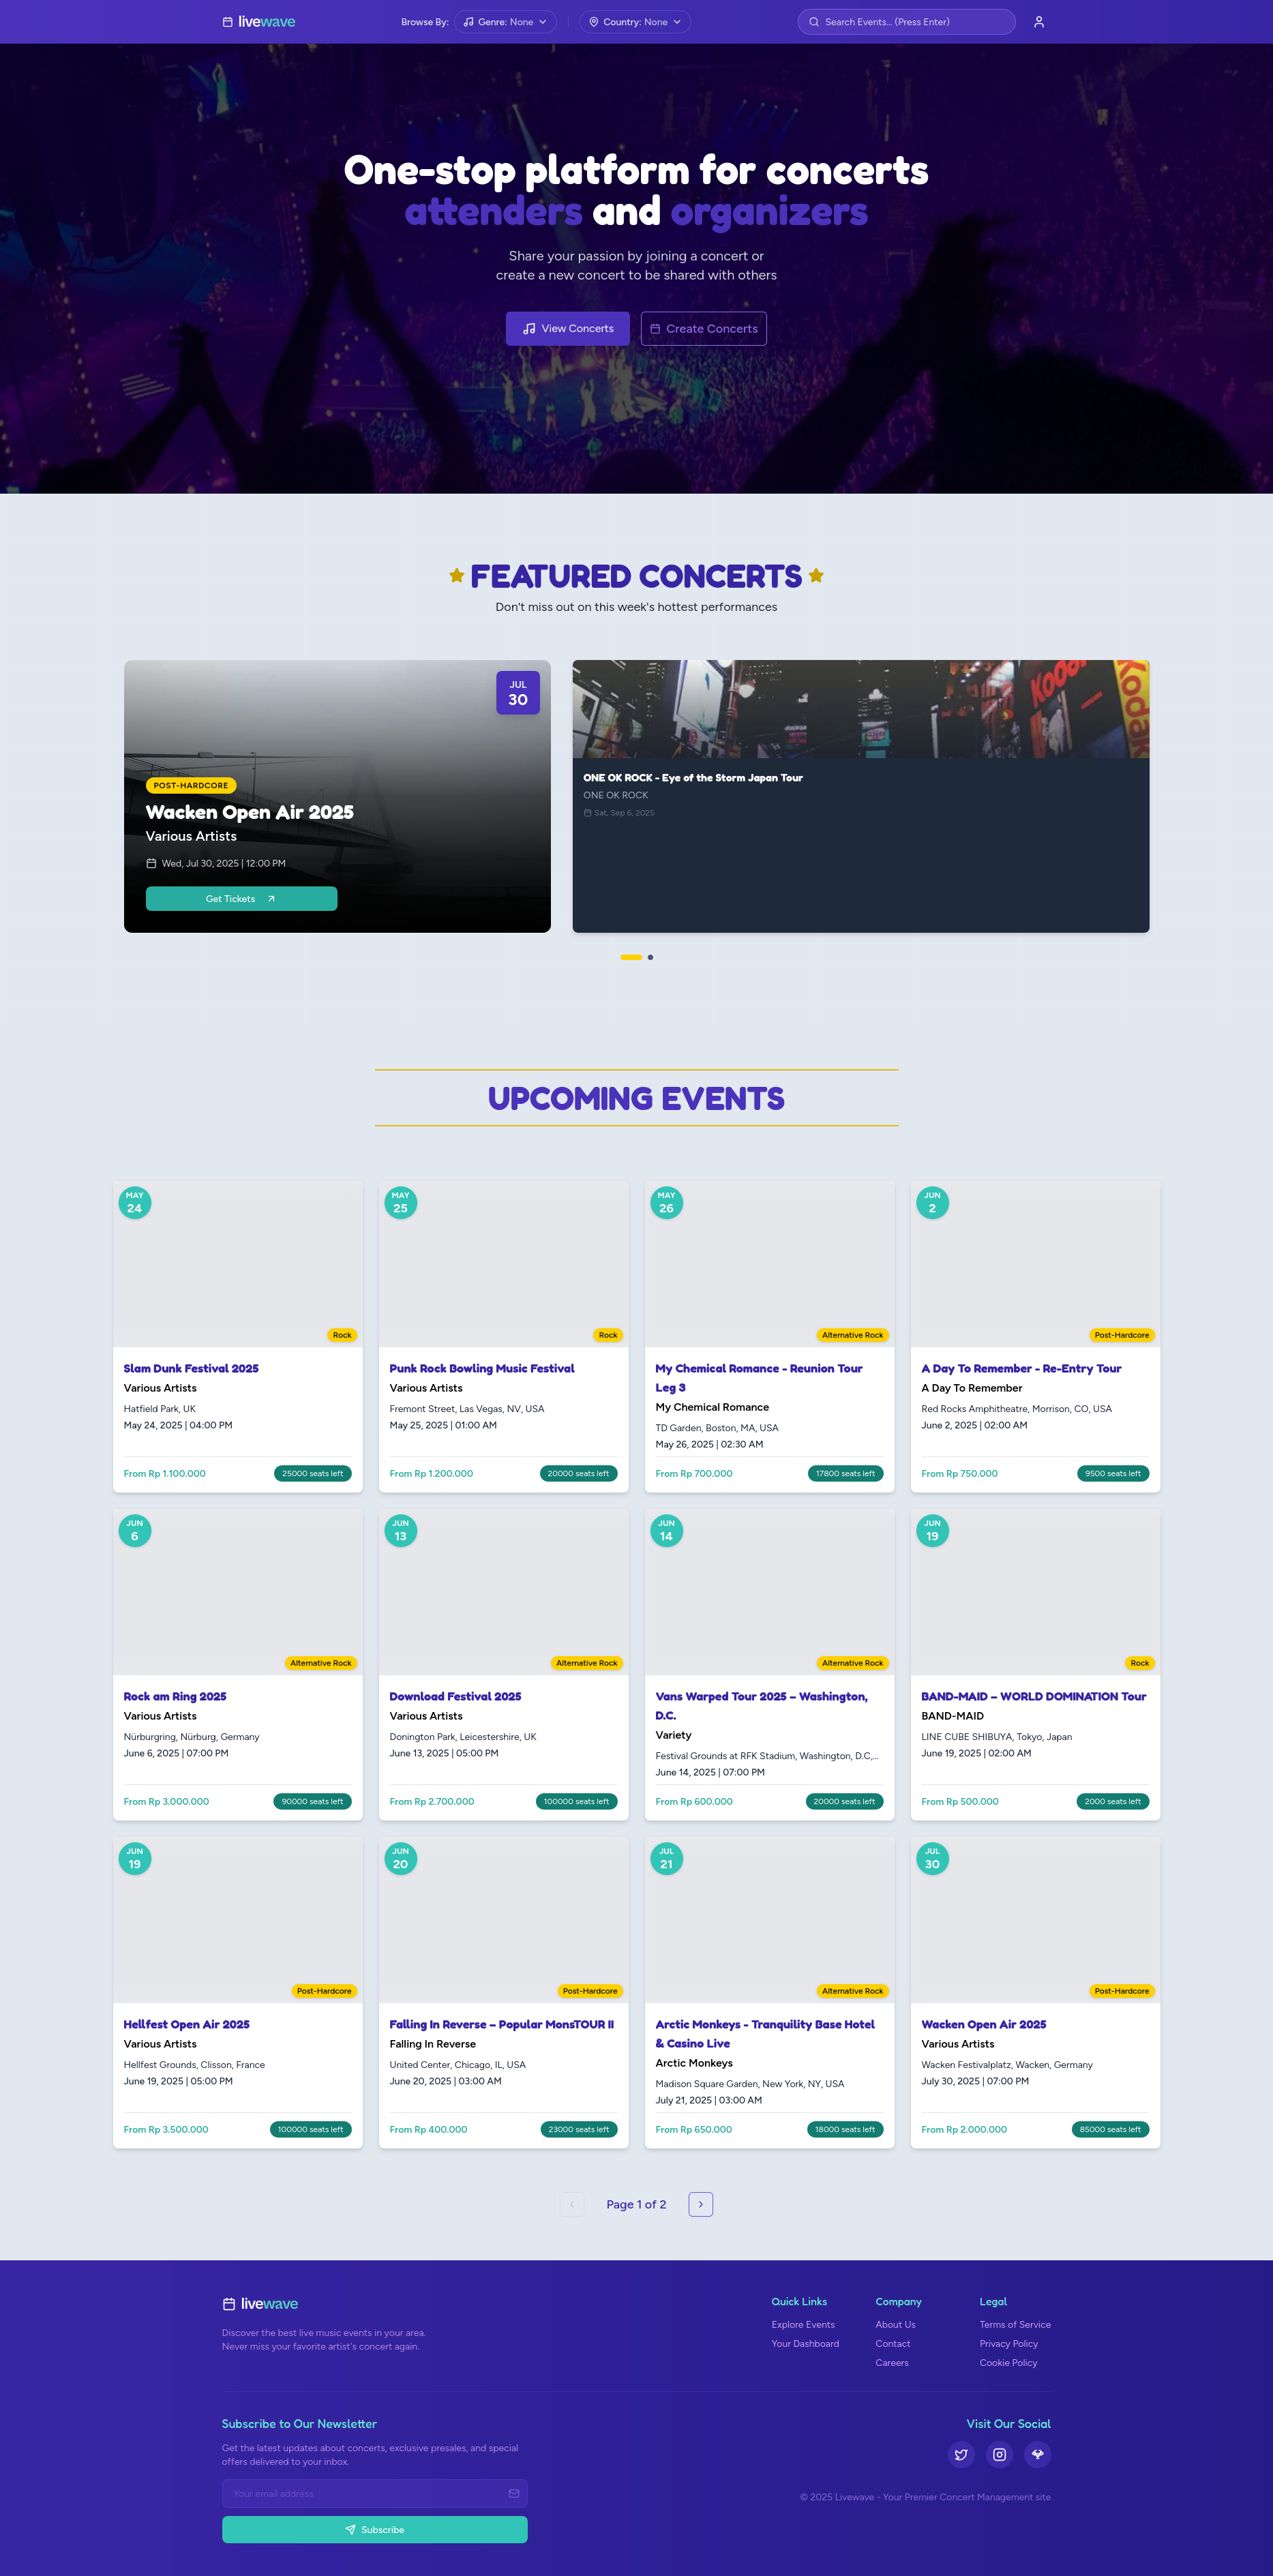 livewave
Browse By:
Genre: None
Country: None
Search Events... (Press Enter)
One-stop platform for concerts
attenders and organizers
Share your passion by joining a concert or
create a new concert to be shared with others
View Concerts
Create Concerts
FEATURED CONCERTS
Don't miss out on this week's hottest performances
JUL
30
POST-HARDCORE
Wacken Open Air 2025
Various Artists
Wed, Jul 30, 2025 | 12:00 PM
Get Tickets
Kodak
ONE OK ROCK - Eye of the Storm Japan Tour
ONE OK ROCK
Sat, Sep 6, 2025
UPCOMING EVENTS
MAY
24
Rock
Slam Dunk Festival 2025
Various Artists
Hatfield Park, UK
May 24, 2025 | 04:00 PM
From Rp 1.100.000
25000 seats left
MAY
25
Rock
Punk Rock Bowling Music Festival
Various Artists
Fremont Street, Las Vegas, NV, USA
May 25, 2025 | 01:00 AM
From Rp 1.200.000
20000 seats left
MAY
26
Alternative Rock
My Chemical Romance - Reunion Tour
Leg 3
My Chemical Romance
TD Garden, Boston, MA, USA
May 26, 2025 | 02:30 AM
From Rp 700.000
17800 seats left
JUN
2
Post-Hardcore
A Day To Remember - Re-Entry Tour
A Day To Remember
Red Rocks Amphitheatre, Morrison, CO, USA
June 2, 2025 | 02:00 AM
From Rp 750.000
9500 seats left
JUN
6
Alternative Rock
Rock am Ring 2025
Various Artists
Nürburgring, Nürburg, Germany
June 6, 2025 | 07:00 PM
From Rp 3.000.000
90000 seats left
JUN
13
Alternative Rock
Download Festival 2025
Various Artists
Donington Park, Leicestershire, UK
June 13, 2025 | 05:00 PM
From Rp 2.700.000
100000 seats left
JUN
14
Alternative Rock
Vans Warped Tour 2025 – Washington,
D.C.
Variety
Festival Grounds at RFK Stadium, Washington, D.C,...
June 14, 2025 | 07:00 PM
From Rp 600.000
20000 seats left
JUN
19
Rock
BAND-MAID – WORLD DOMINATION Tour
BAND-MAID
LINE CUBE SHIBUYA, Tokyo, Japan
June 19, 2025 | 02:00 AM
From Rp 500.000
2000 seats left
JUN
19
Post-Hardcore
Hellfest Open Air 2025
Various Artists
Hellfest Grounds, Clisson, France
June 19, 2025 | 05:00 PM
From Rp 3.500.000
100000 seats left
JUN
20
Post-Hardcore
Falling In Reverse – Popular MonsTOUR II
Falling In Reverse
United Center, Chicago, IL, USA
June 20, 2025 | 03:00 AM
From Rp 400.000
23000 seats left
JUL
21
Alternative Rock
Arctic Monkeys - Tranquility Base Hotel
& Casino Live
Arctic Monkeys
Madison Square Garden, New York, NY, USA
July 21, 2025 | 03:00 AM
From Rp 650.000
18000 seats left
JUL
30
Post-Hardcore
Wacken Open Air 2025
Various Artists
Wacken Festivalplatz, Wacken, Germany
July 30, 2025 | 07:00 PM
From Rp 2.000.000
85000 seats left
Page 1 of 2
livewave
Discover the best live music events in your area.
Never miss your favorite artist's concert again.
Quick Links
Explore Events
Your Dashboard
Company
About Us
Contact
Careers
Legal
Terms of Service
Privacy Policy
Cookie Policy
Subscribe to Our Newsletter
Get the latest updates about concerts, exclusive presales, and special
offers delivered to your inbox.
Your email address
Subscribe
Visit Our Social
© 2025 Livewave - Your Premier Concert Management site